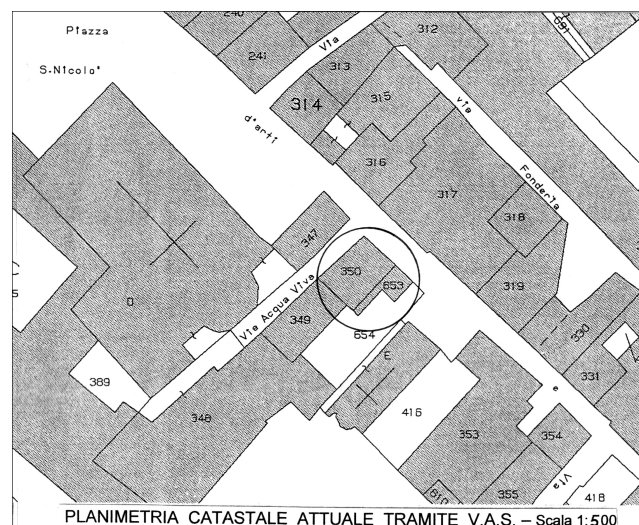 240
312
Piazza
Via
241
S.Nicolo'
313
631
314
315
via
d'arti
316
Fonderia
317
318
347
350
653
319
Via Acqua Viva
D
349
654
330
E
331
389
e
348
416
353
354
Via
610
355
418
PLANIMETRIA CATASTALE ATTUALE TRAMITE V.A.S. – Scala 1:500